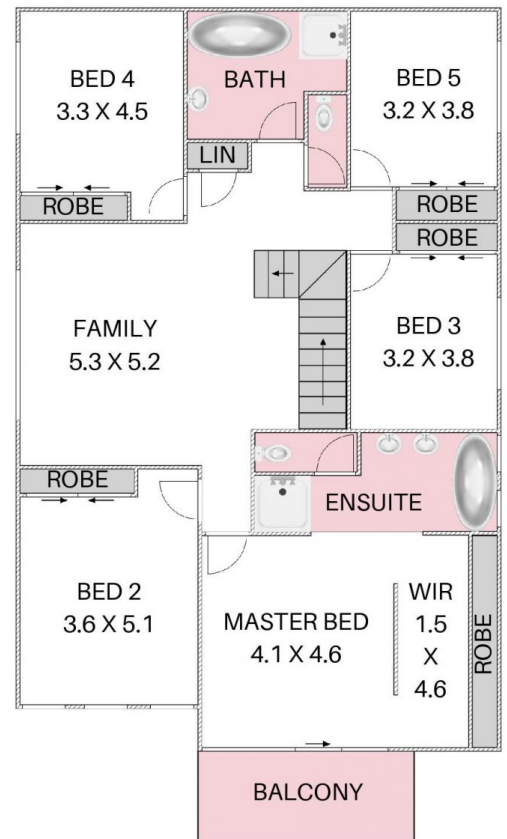 BED 4
3.3 X 4.5
BATH
BED 5
3.2 X 3.8
LIN
ROBE
ROBE
ROBE
FAMILY
5.3 X 5.2
BED 3
3.2 X 3.8
ROBE
ENSUITE
BED 2
3.6 X 5.1
MASTER BED
4.1 X 4.6
WIR
1.5
X
4.6
ROBE
BALCONY